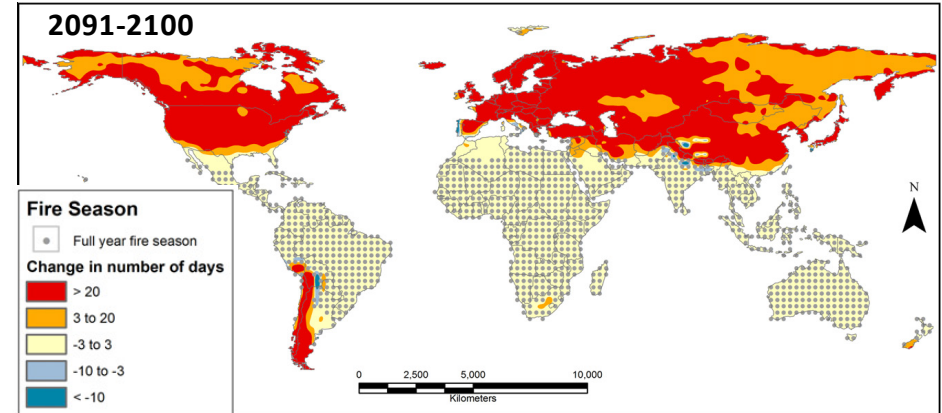 2091-2100
N
Fire Season
Full year fire season
Change in number of days
> 20
3 to 20
-3 to 3
-10 to -3
< -10
0 2,500 5,000 10,000
Kilometers